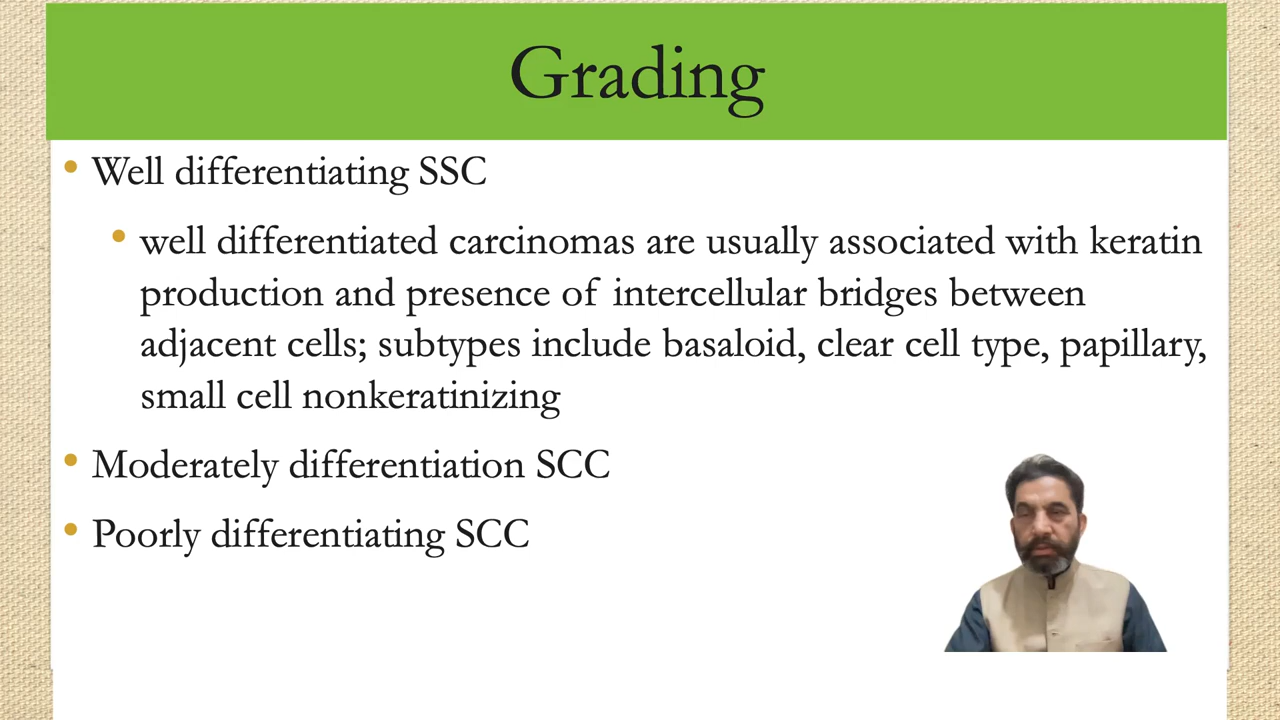 Grading
• Well differentiating SSC
• well differentiated carcinomas are usually associated with keratin
production and presence of intercellular bridges between
adjacent cells; subtypes include basaloid, clear cell type, papillary,
small cell nonkeratinizing
• Moderately differentiation SCC
• Poorly differentiating SCC